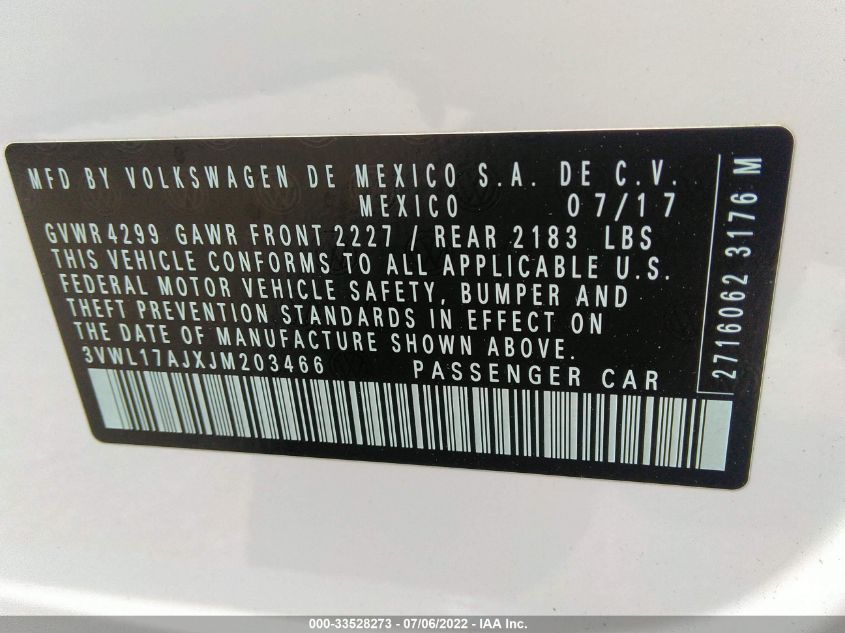 MFD BY VOLKSWAGEN DE MEXICO S.A. DE C.V.
MEXICO 07/17
GVWR 4299 GAWR FRONT 2227 / REAR 2183 LBS
THIS VEHICLE CONFORMS TO ALL APPLICABLE U.S.
FEDERAL MOTOR VEHICLE SAFETY, BUMPER AND
THEFT PREVENTION STANDARDS IN EFFECT ON
THE DATE OF MANUFACTURE SHOWN ABOVE.
3VWL17AJXJM203466 PASSENGER CAR
2716062 3176 M
000-33528273 - 07/06/2022 - IAA Inc.